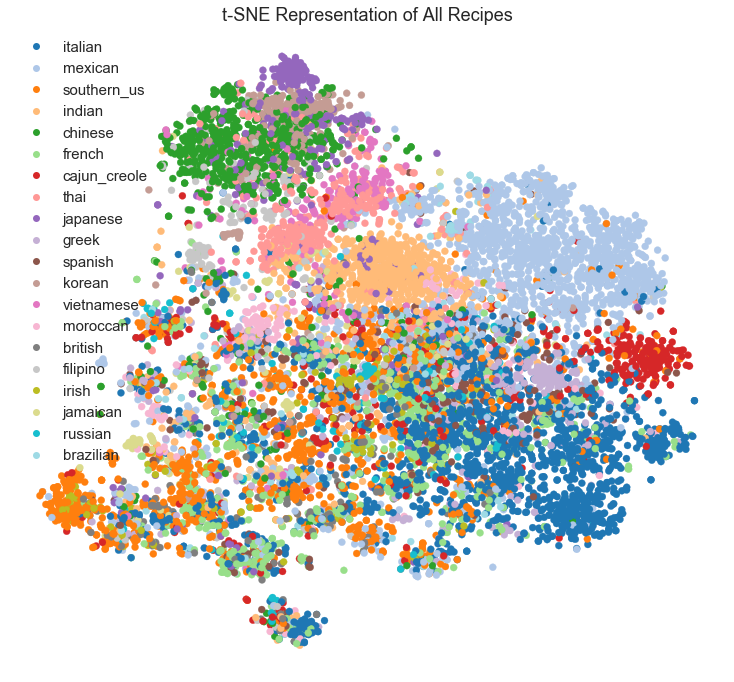 t-SNE Representation of All Recipes
italian
mexican
southern_us
indian
chinese
french
cajun_creole
thai
japanese
greek
spanish
korean
vietnamese
moroccan
british
filipino
irish
jamaican
russian
brazilian